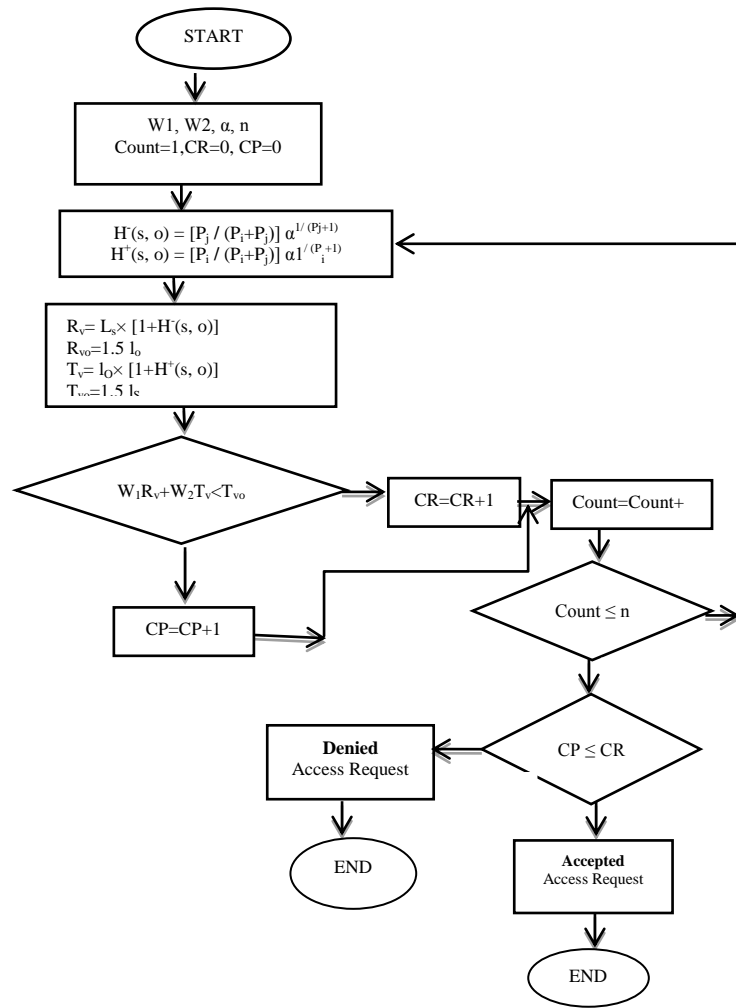 START
W1, W2, α, n
Count=1,CR=0, CP=0
H⁻(s, o) = [Pⱼ / (Pᵢ+Pⱼ)] α^1/ (Pj+1)
H⁺(s, o) = [Pᵢ / (Pᵢ+Pⱼ)] α1^/ (Pᵢ+1)
Rᵥ= Lₛ× [1+H⁻(s, o)]
Rᵥₒ=1.5 lₒ
Tᵥ= l_O× [1+H⁺(s, o)]
Tᵥₒ=1.5 lₛ
W₁Rᵥ+W₂Tᵥ<Tᵥₒ
CR=CR+1
Count=Count+
CP=CP+1
Count ≤ n
CP ≤ CR
Denied
Access Request
END
Accepted
Access Request
END